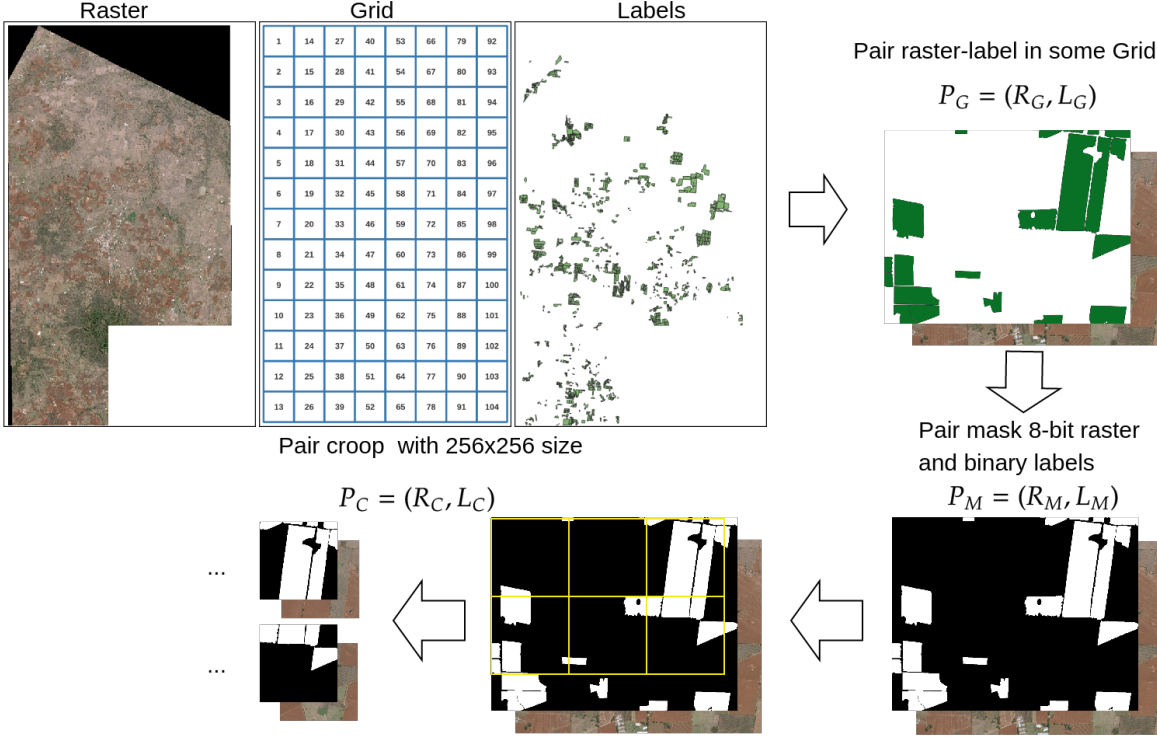 Raster
Grid
Labels
1 14 27 40 53 66 79 92
2 15 28 41 54 67 80 93
3 16 29 42 55 68 81 94
4 17 30 43 56 69 82 95
5 18 31 44 57 70 83 96
6 19 32 45 58 71 84 97
7 20 33 46 59 72 85 98
8 21 34 47 60 73 86 99
9 22 35 48 61 74 87 100
10 23 36 49 62 75 88 101
11 24 37 50 63 76 89 102
12 25 38 51 64 77 90 103
13 26 39 52 65 78 91 104
Pair raster-label in some Grid
P_G = (R_G, L_G)
Pair mask 8-bit raster
and binary labels
P_M = (R_M, L_M)
Pair croop with 256x256 size
P_C = (R_C, L_C)
...
...